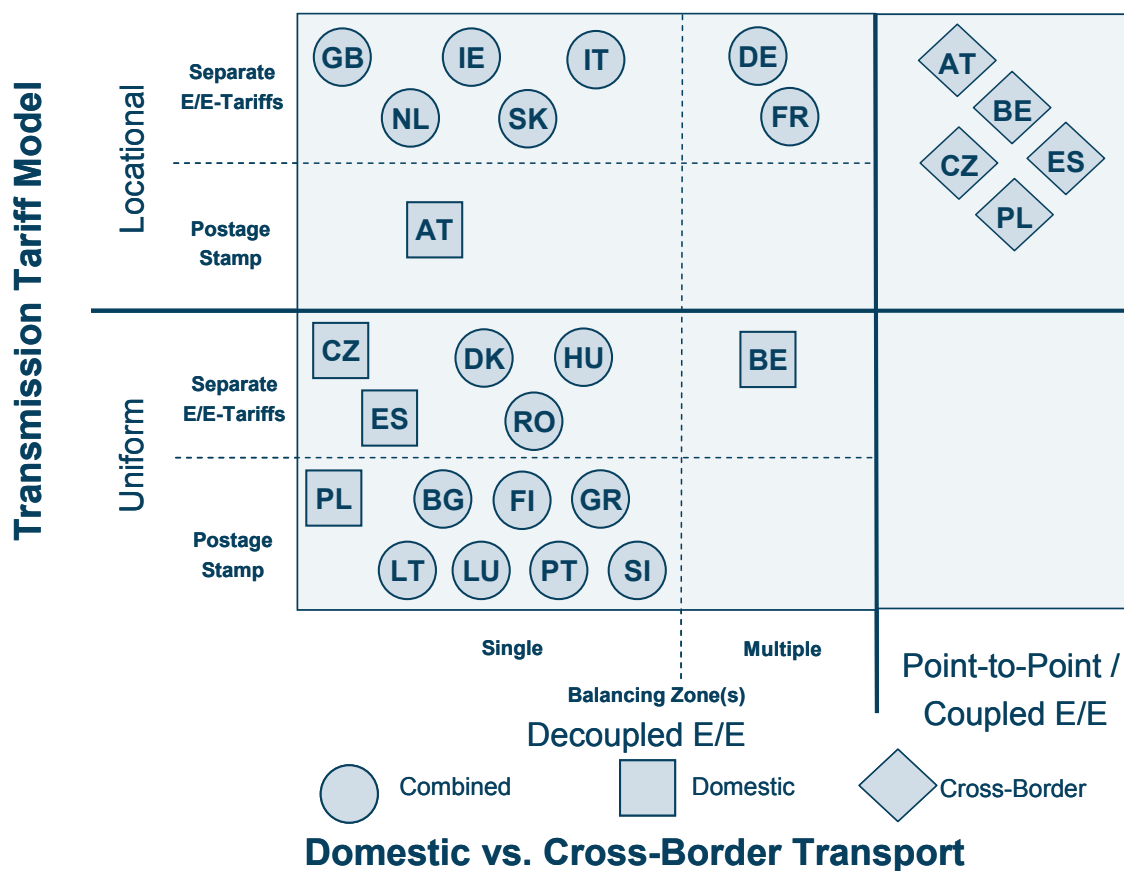 Transmission Tariff Model
Locational
Uniform
Separate
E/E-Tariffs
Postage
Stamp
Separate
E/E-Tariffs
Postage
Stamp
GB
IE
IT
DE
AT
NL
SK
FR
BE
CZ
ES
PL
AT
CZ
DK
HU
BE
ES
RO
PL
BG
FI
GR
LT
LU
PT
SI
Single
Multiple
Balancing Zone(s)
Decoupled E/E
Point-to-Point /
Coupled E/E
Combined
Domestic
Cross-Border
Domestic vs. Cross-Border Transport